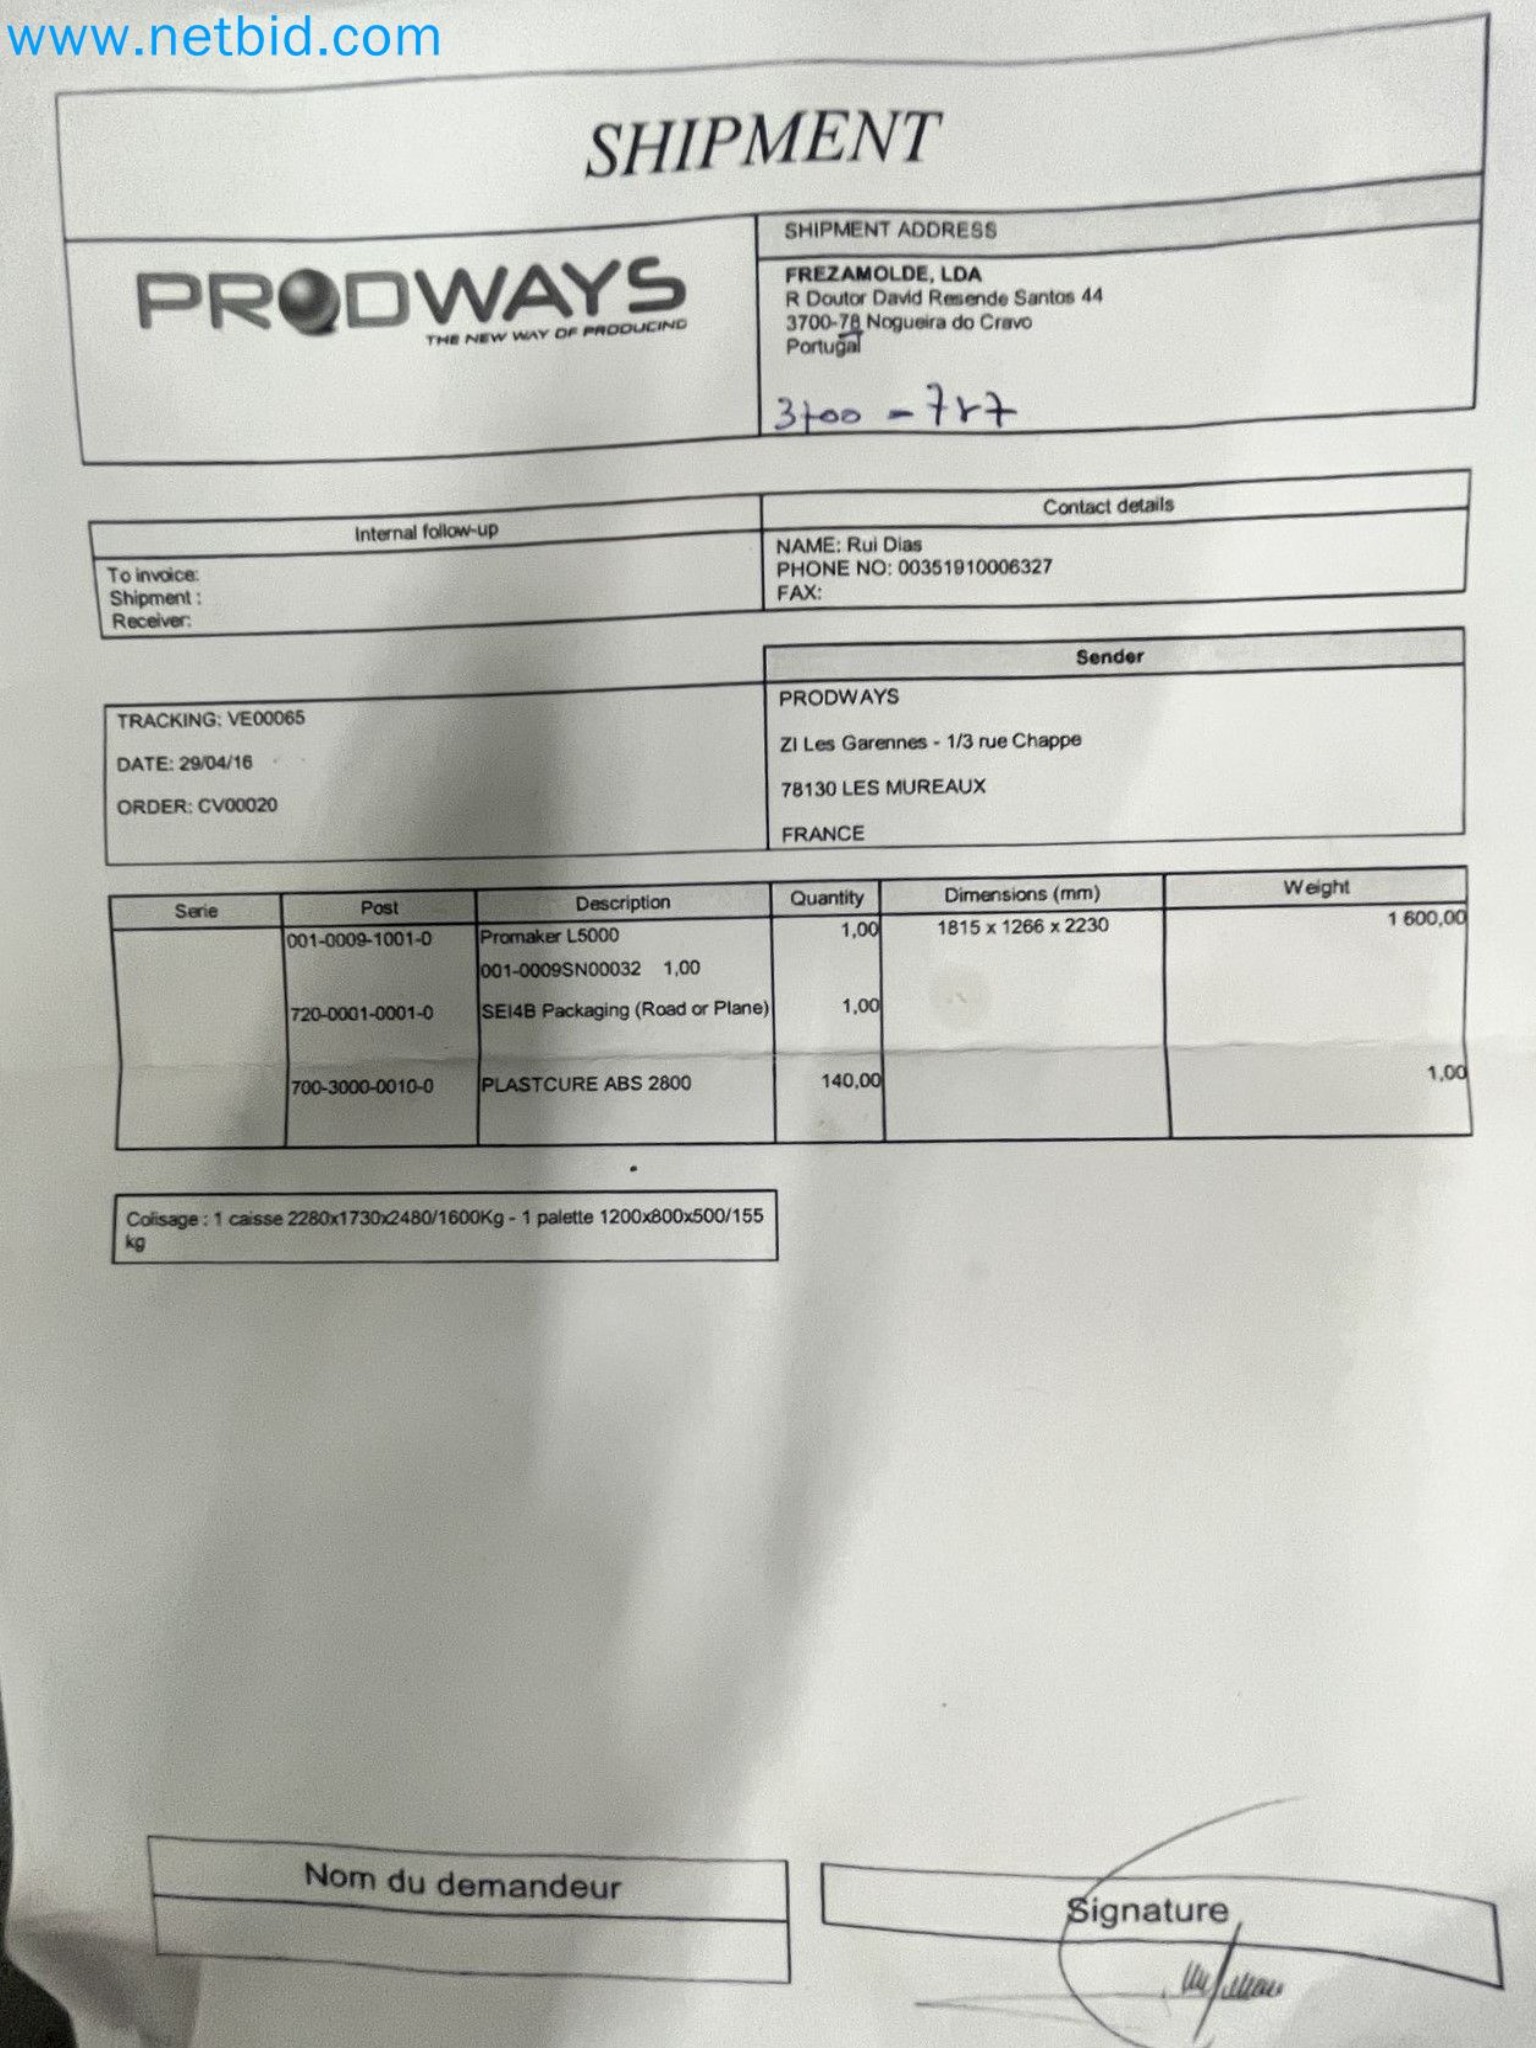 www.netbid.com
SHIPMENT
PRODWAYS
THE NEW WAY OF PRODUCING
SHIPMENT ADDRESS
FREZAMOLDE, LDA
R Doutor David Resende Santos 44
3700-78 Nogueira do Cravo
Portugal
3700 -
Internal follow-up
To invoice:
Shipment :
Receiver:
Contact details
NAME: Rui Dias
PHONE NO: 00351910006327
FAX:
TRACKING: VE00065
DATE: 29/04/16
ORDER: CV00020
Sender
PRODWAYS
ZI Les Garennes - 1/3 rue Chappe
78130 LES MUREAUX
FRANCE
Serie Post Description Quantity Dimensions (mm) Weight
001-0009-1001-0 Promaker L5000 1,00 1815 x 1266 x 2230 1 600,00
001-0009SN00032 1,00
720-0001-0001-0 SEI4B Packaging (Road or Plane) 1,00
700-3000-0010-0 PLASTCURE ABS 2800 140,00 1,00
Colisage : 1 caisse 2280x1730x2480/1600Kg - 1 palette 1200x800x500/155
kg
Nom du demandeur
Signature